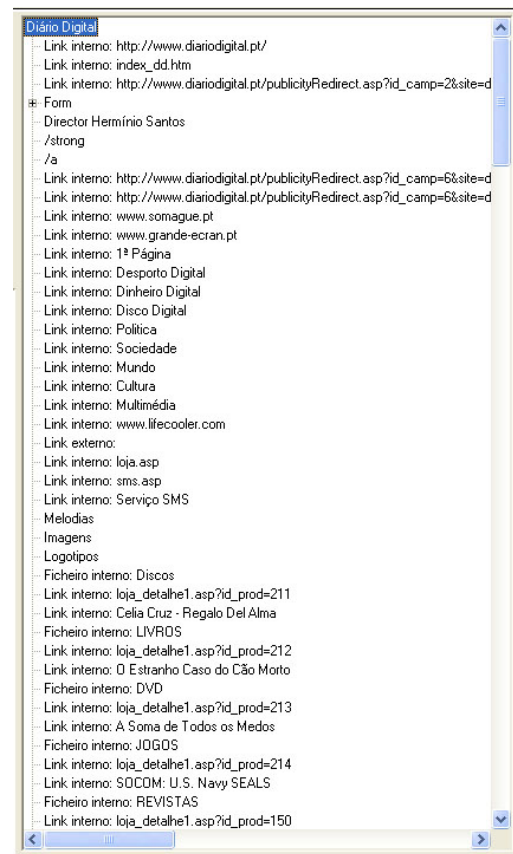 Diário Digital
Link interno: http://www.diariodigital.pt/
Link interno: index_dd.htm
Link interno: http://www.diariodigital.pt/publicityRedirect.asp?id_camp=2&site=d
Form
Director Hermínio Santos
/strong
/a
Link interno: http://www.diariodigital.pt/publicityRedirect.asp?id_camp=6&site=d
Link interno: http://www.diariodigital.pt/publicityRedirect.asp?id_camp=6&site=d
Link interno: www.somague.pt
Link interno: www.grande-ecran.pt
Link interno: 1ª Página
Link interno: Desporto Digital
Link interno: Dinheiro Digital
Link interno: Disco Digital
Link interno: Politica
Link interno: Sociedade
Link interno: Mundo
Link interno: Cultura
Link interno: Multimédia
Link interno: www.lifecooler.com
Link externo:
Link interno: loja.asp
Link interno: sms.asp
Link interno: Serviço SMS
Melodias
Imagens
Logotipos
Ficheiro interno: Discos
Link interno: loja_detalhe1.asp?id_prod=211
Link interno: Celia Cruz - Regalo Del Alma
Ficheiro interno: LIVROS
Link interno: loja_detalhe1.asp?id_prod=212
Link interno: O Estranho Caso do Cão Morto
Ficheiro interno: DVD
Link interno: loja_detalhe1.asp?id_prod=213
Link interno: A Soma de Todos os Medos
Ficheiro interno: JOGOS
Link interno: loja_detalhe1.asp?id_prod=214
Link interno: SOCOM: U.S. Navy SEALS
Ficheiro interno: REVISTAS
Link interno: loja_detalhe1.asp?id_prod=150